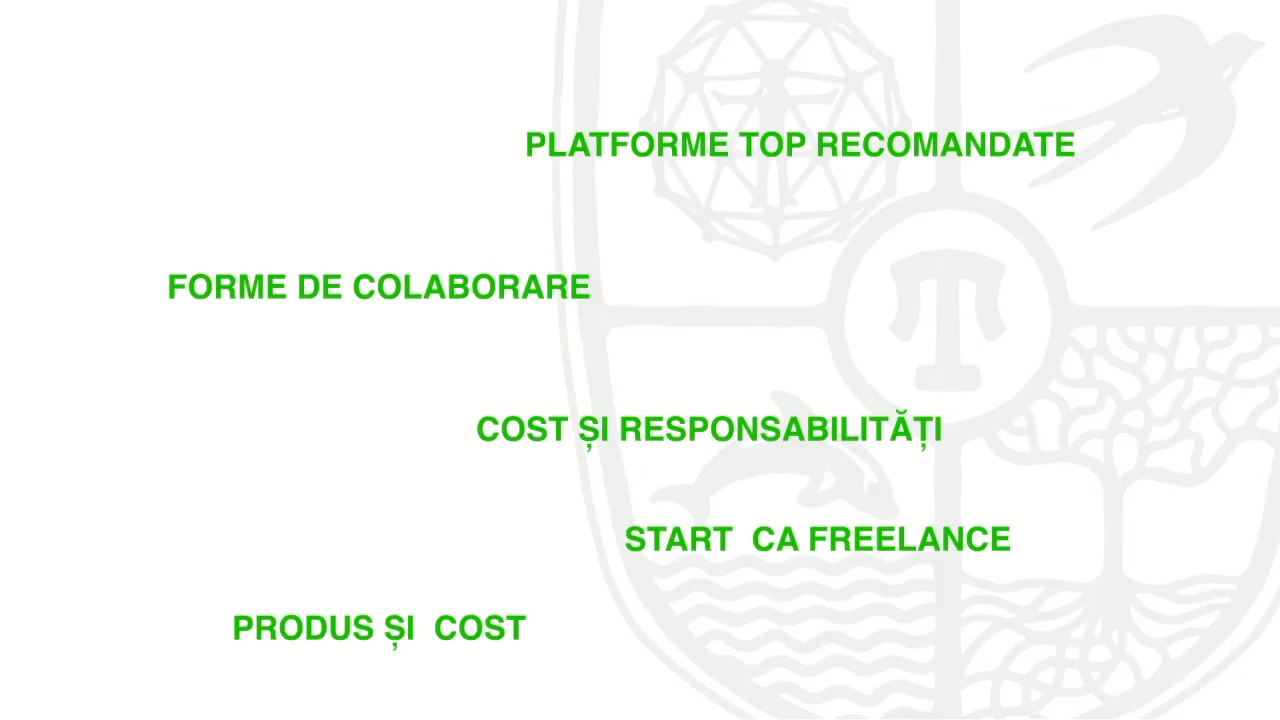 PLATFORME TOP RECOMANDATE
FORME DE COLABORARE
COST ȘI RESPONSABILITĂȚI
START  CA FREELANCE
PRODUS ȘI  COST